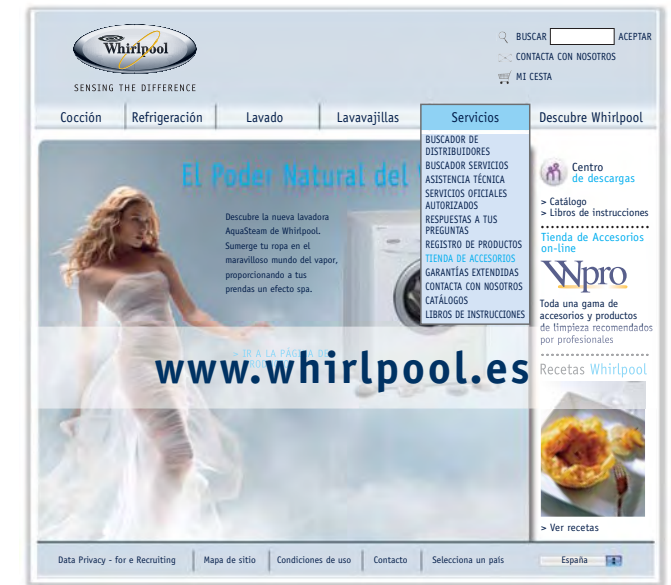 Whirlpool
SENSING THE DIFFERENCE
BUSCAR
ACEPTAR
CONTACTA CON NOSOTROS
MI CESTA
Cocción
Refrigeración
Lavado
Lavavajillas
Servicios
Descubre Whirlpool
El Poder Natural del
Descubre la nueva lavadora
AquaSteam de Whirlpool.
Sumerge tu ropa en el
maravilloso mundo del vapor,
proporcionando a tus
prendas un efecto spa.
> IR A LA PÁGINA DE
www.whirlpool.es
BUSCADOR DE
DISTRIBUIDORES
BUSCADOR SERVICIOS
ASISTENCIA TÉCNICA
SERVICIOS OFICIALES
AUTORIZADOS
RESPUESTAS A TUS
PREGUNTAS
REGISTRO DE PRODUCTOS
TIENDA DE ACCESORIOS
GARANTÍAS EXTENDIDAS
CONTACTA CON NOSOTROS
CATÁLOGOS
LIBROS DE INSTRUCCIONES
Centro
de descargas
> Catálogo
> Libros de instrucciones
Tienda de Accesorios
on-line
Wpro
Toda una gama de
accesorios y productos
de limpieza recomendados
por profesionales
Recetas Whirlpool
> Ver recetas
Data Privacy - for e Recruiting
Mapa de sitio
Condiciones de uso
Contacto
Selecciona un país
España